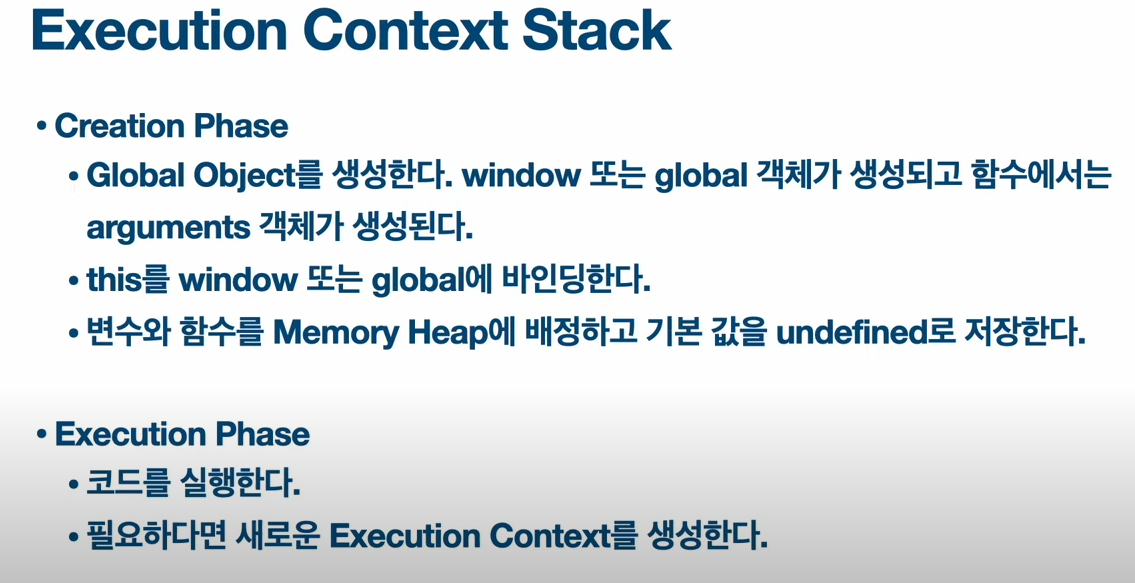 Execution Context Stack
• Creation Phase
• Global Object를 생성한다. window 또는 global 객체가 생성되고 함수에서는
arguments 객체가 생성된다.
• this를 window 또는 global에 바인딩한다.
• 변수와 함수를 Memory Heap에 배정하고 기본 값을 undefined로 저장한다.
• Execution Phase
• 코드를 실행한다.
• 필요하다면 새로운 Execution Context를 생성한다.